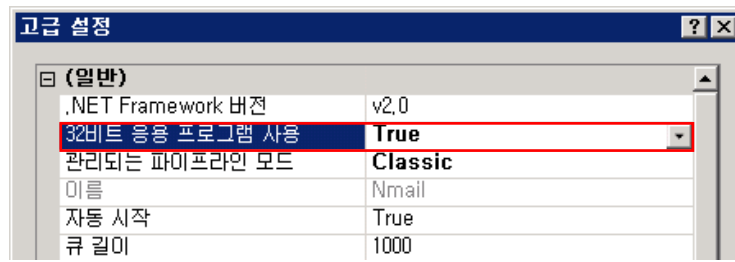 고급 설정
(일반)
.NET Framework 버전 v2.0
32비트 응용 프로그램 사용 True
관리되는 파이프라인 모드 Classic
이름 Nmail
자동 시작 True
큐 길이 1000